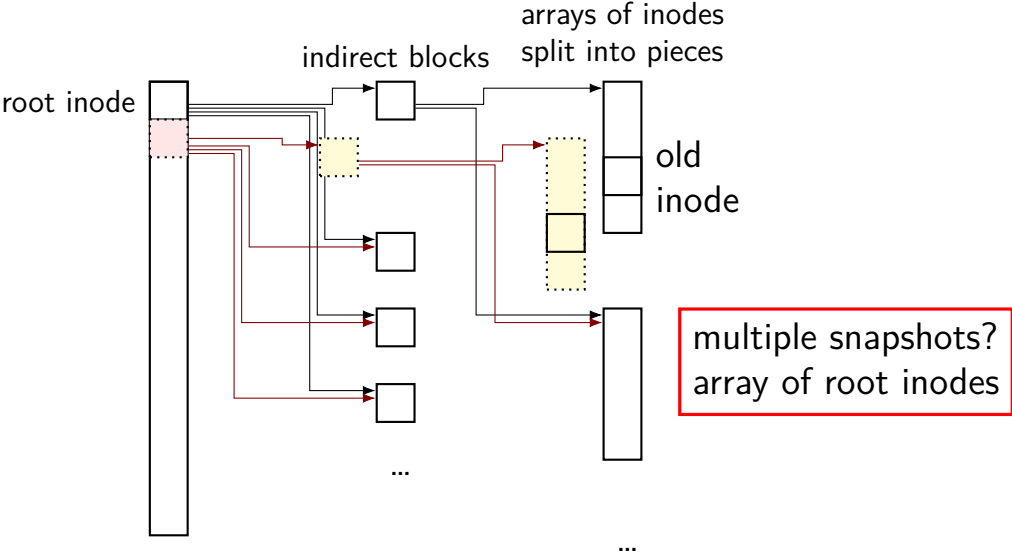 arrays of inodes
split into pieces
indirect blocks
root inode
old
inode
multiple snapshots?
array of root inodes
...
...